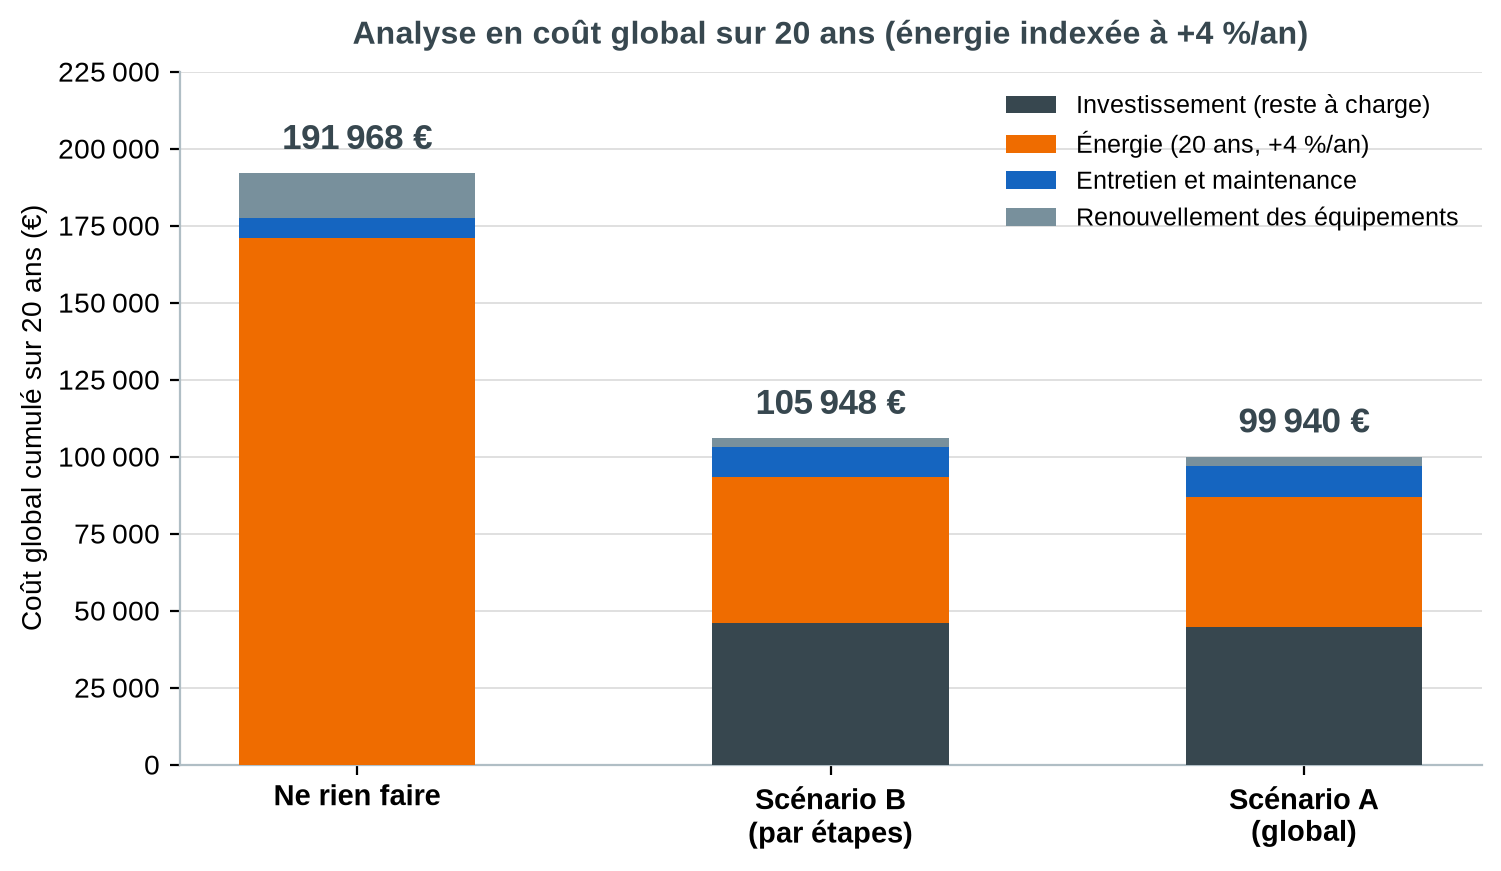 Analyse en coût global sur 20 ans (énergie indexée à +4 %/an)
Coût global cumulé sur 20 ans (€)
225 000
200 000
175 000
150 000
125 000
100 000
75 000
50 000
25 000
0
Investissement (reste à charge)
Énergie (20 ans, +4 %/an)
Entretien et maintenance
Renouvellement des équipements
191 968 €
105 948 €
99 940 €
Ne rien faire
Scénario B
(par étapes)
Scénario A
(global)